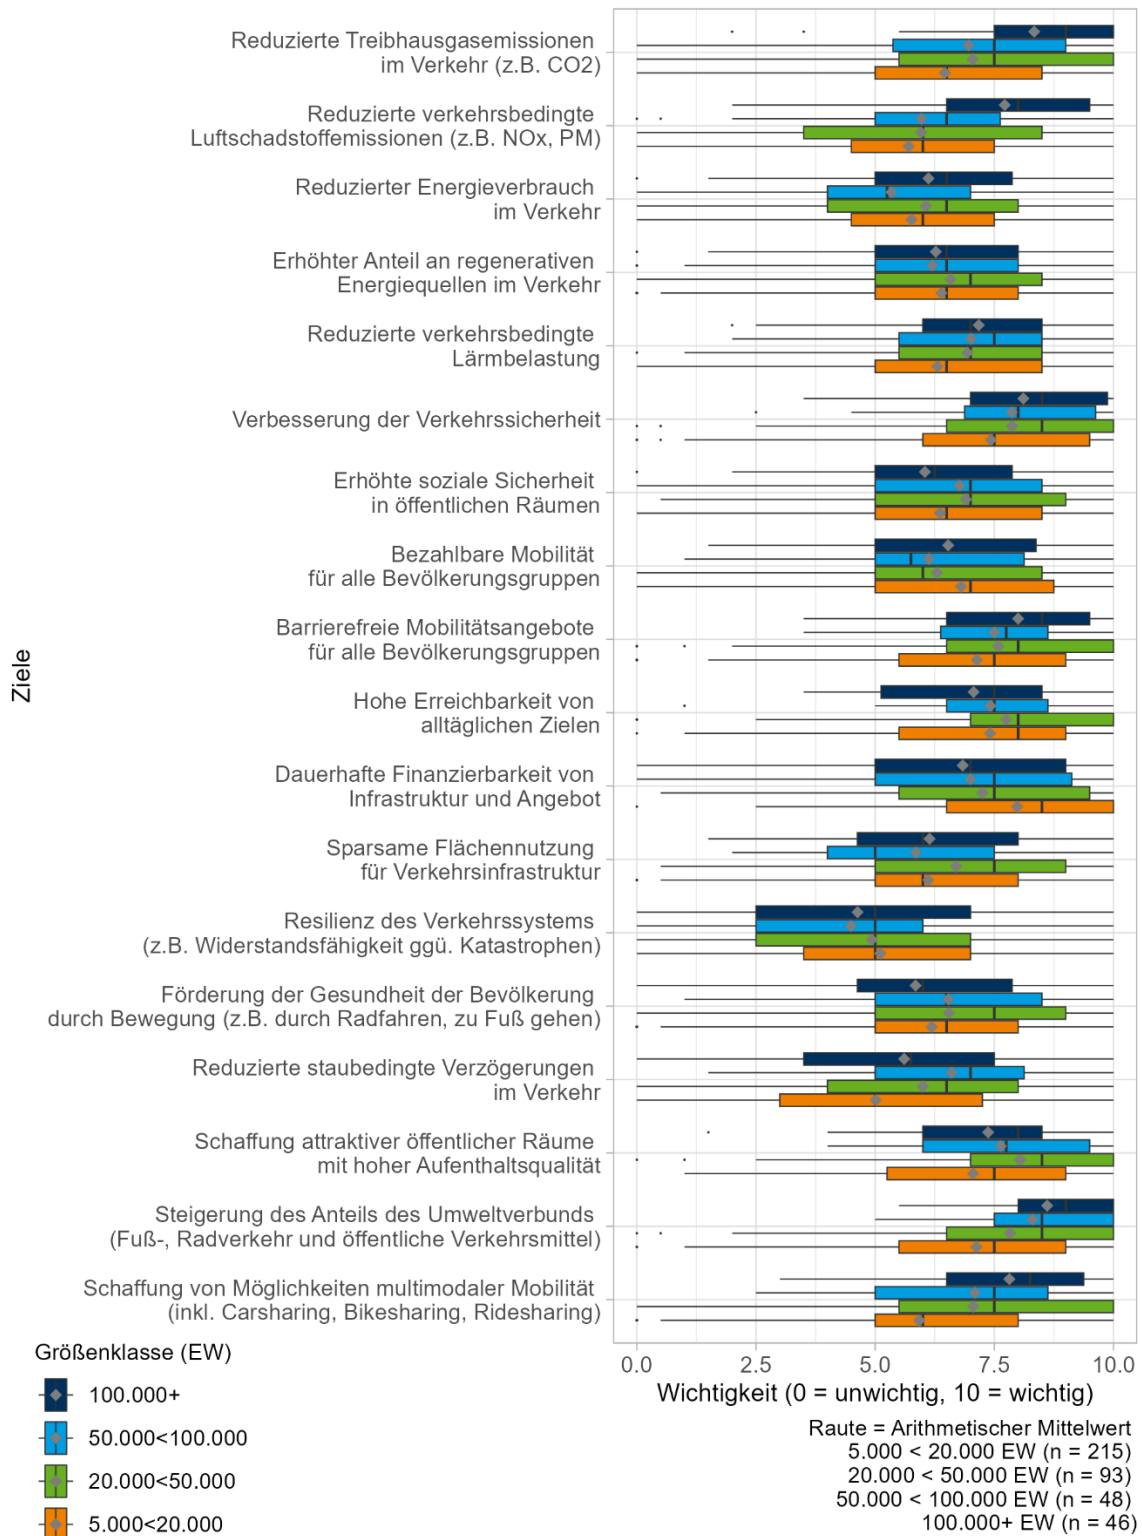 Reduzierte Treibhausgasemissionen
im Verkehr (z.B. CO2)
Reduzierte verkehrsbedingte
Luftschadstoffemissionen (z.B. NOx, PM)
Reduzierter Energieverbrauch
im Verkehr
Erhöhter Anteil an regenerativen
Energiequellen im Verkehr
Reduzierte verkehrsbedingte
Lärmbelastung
Verbesserung der Verkehrssicherheit
Erhöhte soziale Sicherheit
in öffentlichen Räumen
Bezahlbare Mobilität
für alle Bevölkerungsgruppen
Barrierefreie Mobilitätsangebote
für alle Bevölkerungsgruppen
Ziele
Hohe Erreichbarkeit von
alltäglichen Zielen
Dauerhafte Finanzierbarkeit von
Infrastruktur und Angebot
Sparsame Flächennutzung
für Verkehrsinfrastruktur
Resilienz des Verkehrssystems
(z.B. Widerstandsfähigkeit ggü. Katastrophen)
Förderung der Gesundheit der Bevölkerung
durch Bewegung (z.B. durch Radfahren, zu Fuß gehen)
Reduzierte staubedingte Verzögerungen
im Verkehr
Schaffung attraktiver öffentlicher Räume
mit hoher Aufenthaltsqualität
Steigerung des Anteils des Umweltverbunds
(Fuß-, Radverkehr und öffentliche Verkehrsmittel)
Schaffung von Möglichkeiten multimodaler Mobilität
(inkl. Carsharing, Bikesharing, Ridesharing)
0.0 2.5 5.0 7.5 10.0
Wichtigkeit (0 = unwichtig, 10 = wichtig)
Größenklasse (EW)
100.000+
50.000<100.000
20.000<50.000
5.000<20.000
Raute = Arithmetischer Mittelwert
5.000 < 20.000 EW (n = 215)
20.000 < 50.000 EW (n = 93)
50.000 < 100.000 EW (n = 48)
100.000+ EW (n = 46)